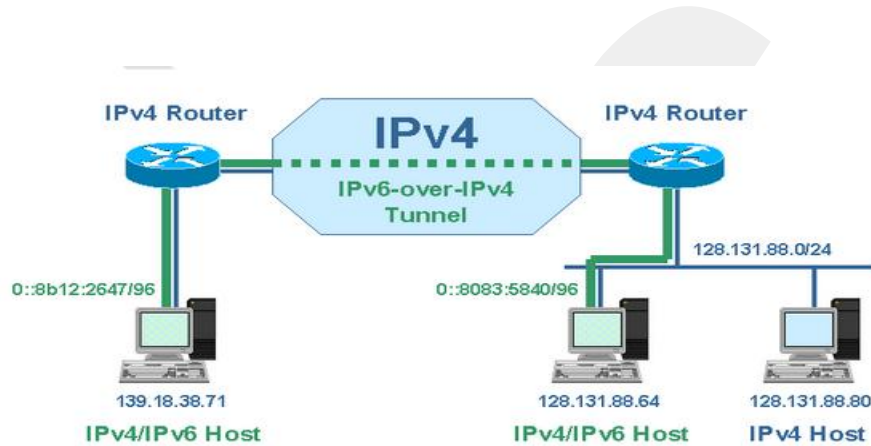 IPv4 Router
IPv4
IPv4 Router
IPv6-over-IPv4
Tunnel
128.131.88.0/24
0::8b12:2647/96
0::8083:5840/96
139.18.38.71
128.131.88.64
128.131.88.80
IPv4/IPv6 Host
IPv4/IPv6 Host
IPv4 Host